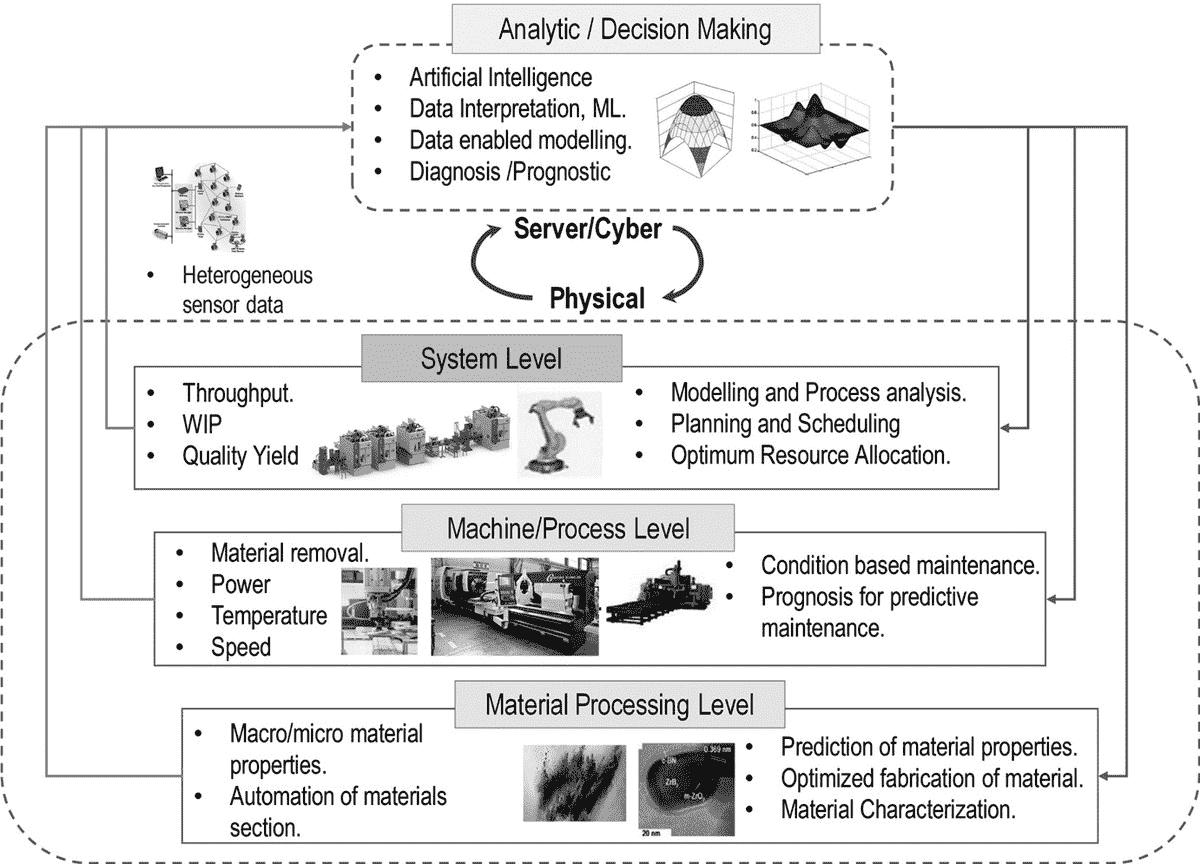 Analytic / Decision Making
• Artificial Intelligence
• Data Interpretation, ML.
• Data enabled modelling.
• Diagnosis /Prognostic
Server/Cyber
Physical
• Heterogeneous
sensor data
System Level
• Throughput.
• WIP
• Quality Yield
• Modelling and Process analysis.
• Planning and Scheduling
• Optimum Resource Allocation.
Machine/Process Level
• Material removal.
• Power
• Temperature
• Speed
• Condition based maintenance.
• Prognosis for predictive
maintenance.
Material Processing Level
• Macro/micro material
properties.
• Automation of materials
section.
0.369 nm
20 nm
• Prediction of material properties.
• Optimized fabrication of material.
• Material Characterization.